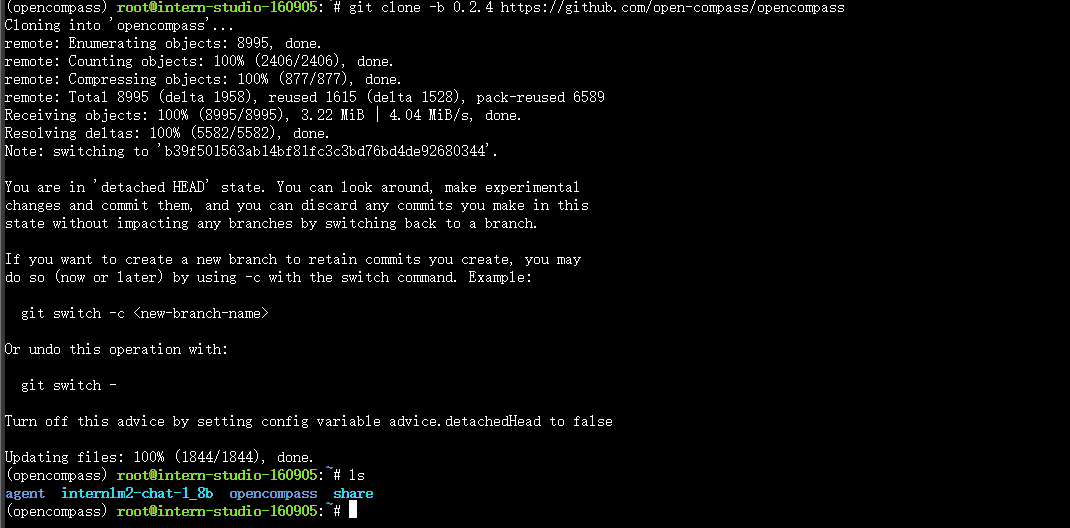 (opencompass) root@intern-studio-160905:~# git clone -b 0.2.4 https://github.com/open-compass/opencompass
Cloning into 'opencompass'...
remote: Enumerating objects: 8995, done.
remote: Counting objects: 100% (2406/2406), done.
remote: Compressing objects: 100% (877/877), done.
remote: Total 8995 (delta 1958), reused 1615 (delta 1528), pack-reused 6589
Receiving objects: 100% (8995/8995), 3.22 MiB | 4.04 MiB/s, done.
Resolving deltas: 100% (5582/5582), done.
Note: switching to 'b39f501563ab14bf81fc3c3bd76bd4de92680344'.
You are in 'detached HEAD' state. You can look around, make experimental
changes and commit them, and you can discard any commits you make in this
state without impacting any branches by switching back to a branch.
If you want to create a new branch to retain commits you create, you may
do so (now or later) by using -c with the switch command. Example:
git switch -c <new-branch-name>
Or undo this operation with:
git switch -
Turn off this advice by setting config variable advice.detachedHead to false
Updating files: 100% (1844/1844), done.
(opencompass) root@intern-studio-160905:~# ls
agent internlm2-chat-1_8b opencompass share
(opencompass) root@intern-studio-160905:~#